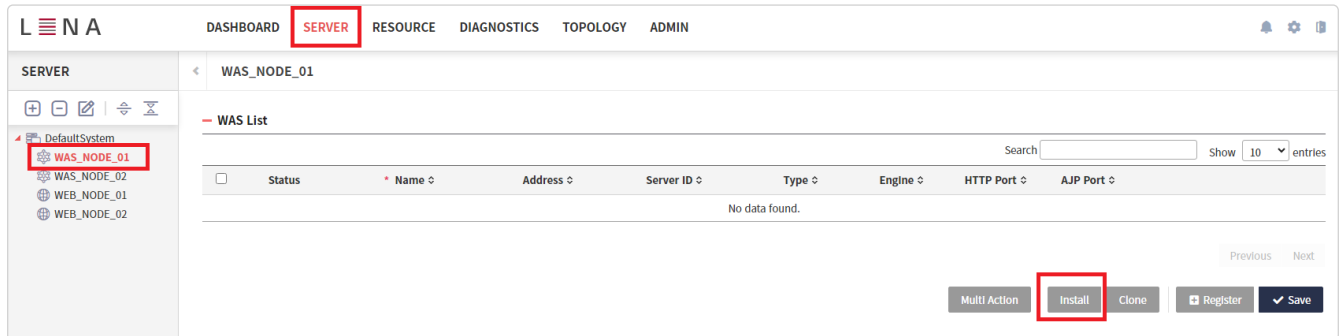 LENA DASHBOARD SERVER RESOURCE DIAGNOSTICS TOPOLOGY ADMIN
SERVER
WAS_NODE_01
DefaultSystem
WAS_NODE_01
WAS_NODE_02
WEB_NODE_01
WEB_NODE_02
WAS List
Search Show 10 entries
Status * Name Address Server ID Type Engine HTTP Port AJP Port
No data found.
Previous Next
Multi Action Install Clone Register Save